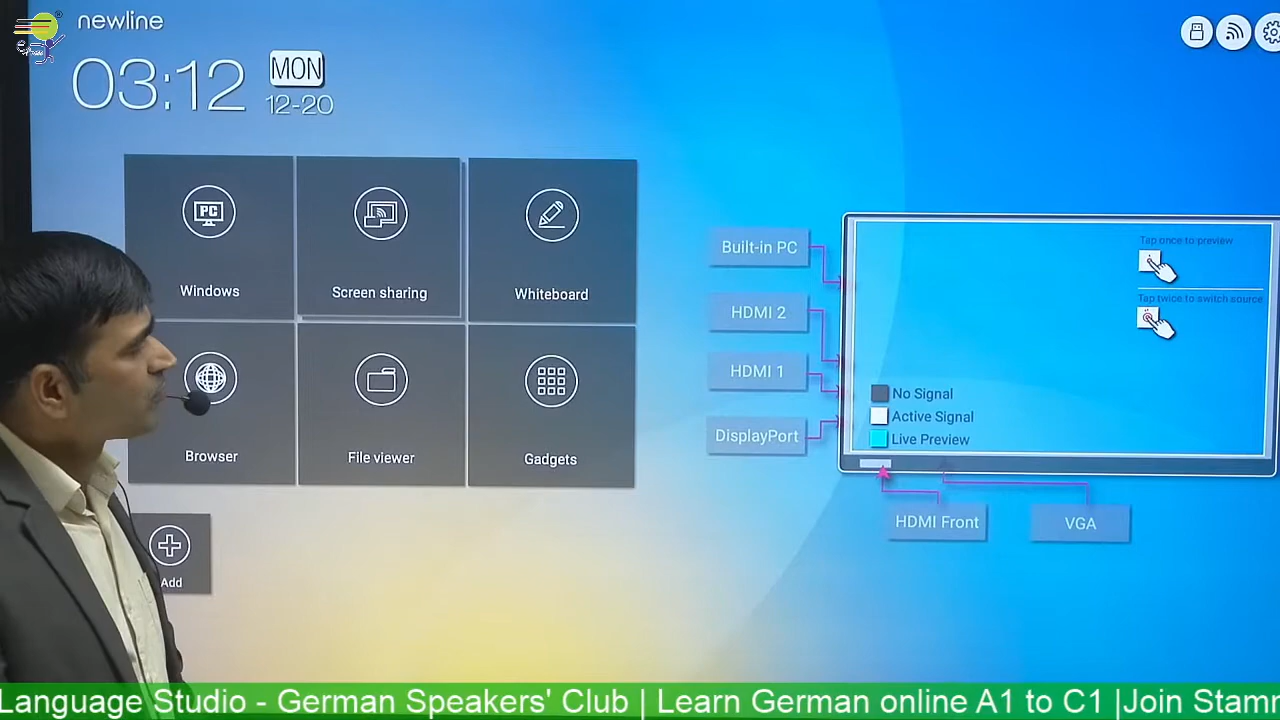 newline
03:12
MON
12-20
PC
Windows
Screen sharing
Whiteboard
Browser
File viewer
Gadgets
Add
Built-in PC
HDMI 2
HDMI 1
DisplayPort
Tap once to preview
Tap twice to switch source
No Signal
Active Signal
Live Preview
HDMI Front
VGA
Language Studio - German Speakers' Club | Learn German online A1 to C1 |Join Stamm